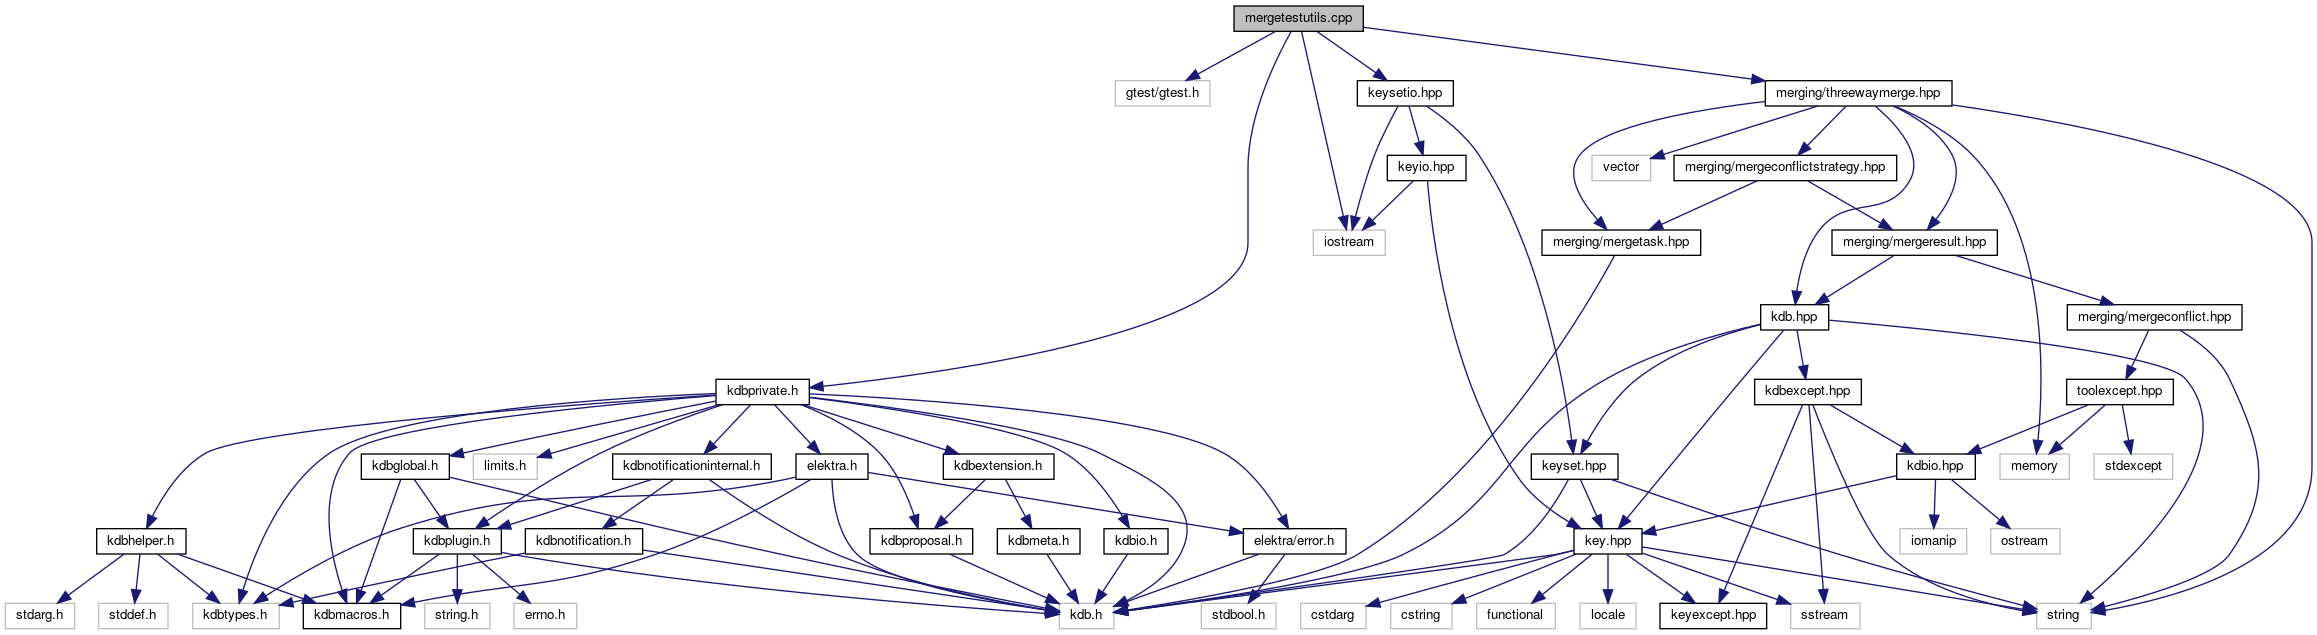 mergetestutils.cpp
gtest/gtest.h
keysetio.hpp
merging/threewaymerge.hpp
keyio.hpp
vector
merging/mergeconflictstrategy.hpp
iostream
merging/mergetask.hpp
merging/mergeresult.hpp
kdb.hpp
merging/mergeconflict.hpp
kdbprivate.h
kdbexcept.hpp
toolexcept.hpp
kdbglobal.h
limits.h
kdbnotificationinternal.h
elektra.h
kdbextension.h
keyset.hpp
kdbio.hpp
memory
stdexcept
kdbhelper.h
kdbplugin.h
kdbnotification.h
kdbproposal.h
kdbmeta.h
kdbio.h
elektra/error.h
key.hpp
iomanip
ostream
stdarg.h
stddef.h
kdbtypes.h
kdbmacros.h
string.h
errno.h
kdb.h
stdbool.h
cstdarg
cstring
functional
locale
keyexcept.hpp
sstream
string